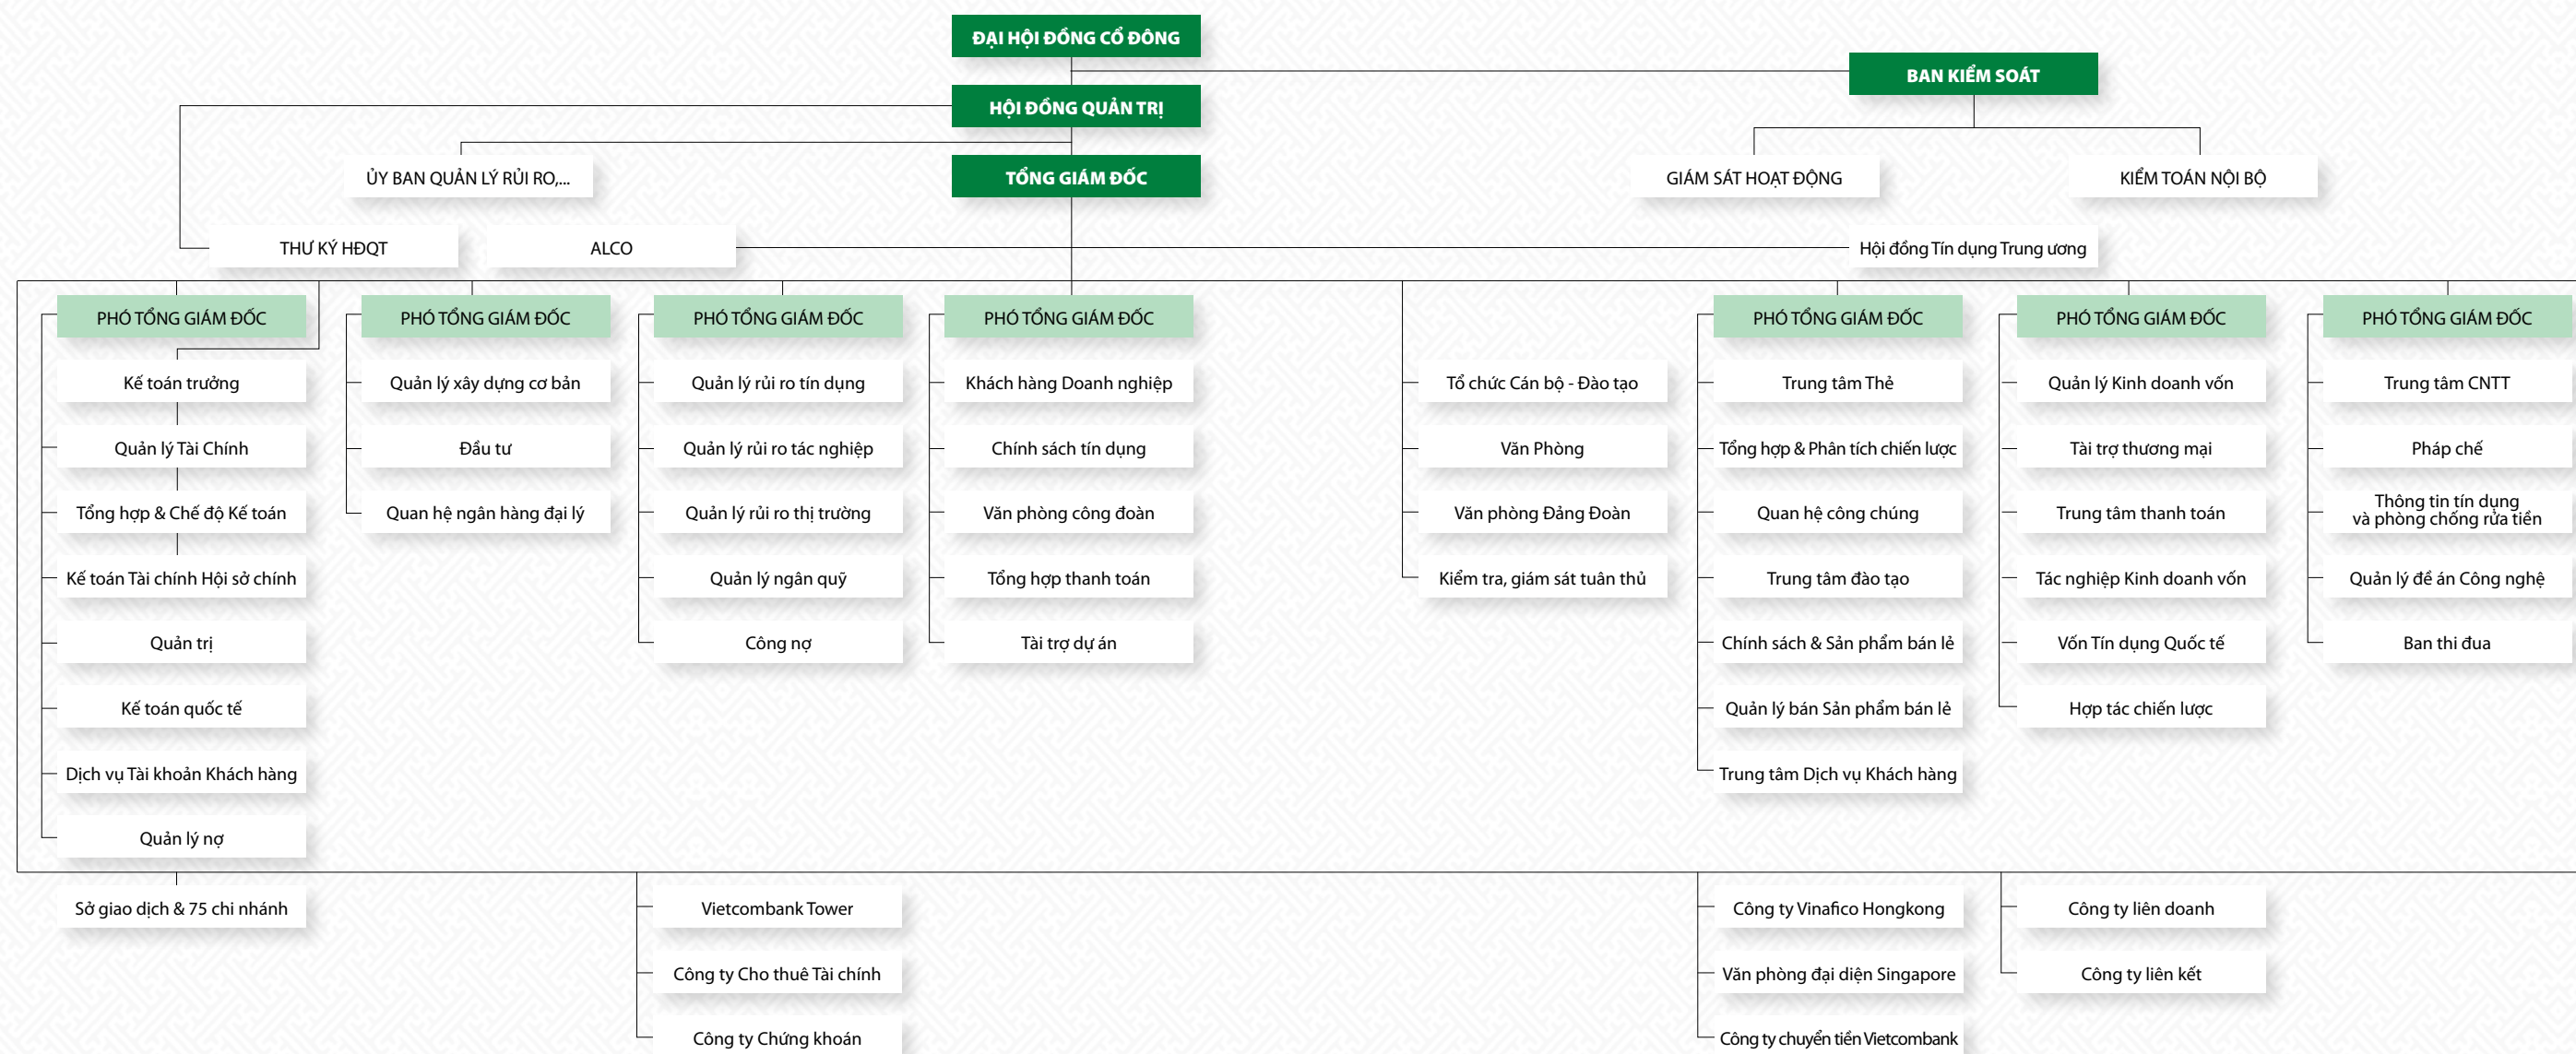 ĐẠI HỘI ĐỒNG CỔ ĐÔNG
BAN KIỂM SOÁT
HỘI ĐỒNG QUẢN TRỊ
ỦY BAN QUẢN LÝ RỦI RO,...
TỔNG GIÁM ĐỐC
GIÁM SÁT HOẠT ĐỘNG
KIỂM TOÁN NỘI BỘ
THƯ KÝ HĐQT
ALCO
Hội đồng Tín dụng Trung ương
PHÓ TỔNG GIÁM ĐỐC
Kế toán trưởng
Quản lý Tài Chính
Tổng hợp & Chế độ Kế toán
Kế toán Tài chính Hội sở chính
Quản trị
Kế toán quốc tế
Dịch vụ Tài khoản Khách hàng
Quản lý nợ
PHÓ TỔNG GIÁM ĐỐC
Quản lý xây dựng cơ bản
Đầu tư
Quan hệ ngân hàng đại lý
PHÓ TỔNG GIÁM ĐỐC
Quản lý rủi ro tín dụng
Quản lý rủi ro tác nghiệp
Quản lý rủi ro thị trường
Quản lý ngân quỹ
Công nợ
PHÓ TỔNG GIÁM ĐỐC
Khách hàng Doanh nghiệp
Chính sách tín dụng
Văn phòng công đoàn
Tổng hợp thanh toán
Tài trợ dự án
Tổ chức Cán bộ - Đào tạo
Văn Phòng
Văn phòng Đảng Đoàn
Kiểm tra, giám sát tuân thủ
PHÓ TỔNG GIÁM ĐỐC
Trung tâm Thẻ
Tổng hợp & Phân tích chiến lược
Quan hệ công chúng
Trung tâm đào tạo
Chính sách & Sản phẩm bán lẻ
Quản lý bán Sản phẩm bán lẻ
Trung tâm Dịch vụ Khách hàng
PHÓ TỔNG GIÁM ĐỐC
Quản lý Kinh doanh vốn
Tài trợ thương mại
Trung tâm thanh toán
Tác nghiệp Kinh doanh vốn
Vốn Tín dụng Quốc tế
Hợp tác chiến lược
PHÓ TỔNG GIÁM ĐỐC
Trung tâm CNTT
Pháp chế
Thông tin tín dụng
và phòng chống rửa tiền
Quản lý đề án Công nghệ
Ban thi đua
Sở giao dịch & 75 chi nhánh
Vietcombank Tower
Công ty Cho thuê Tài chính
Công ty Chứng khoán
Công ty Vinafico Hongkong
Văn phòng đại diện Singapore
Công ty chuyển tiền Vietcombank
Công ty liên doanh
Công ty liên kết